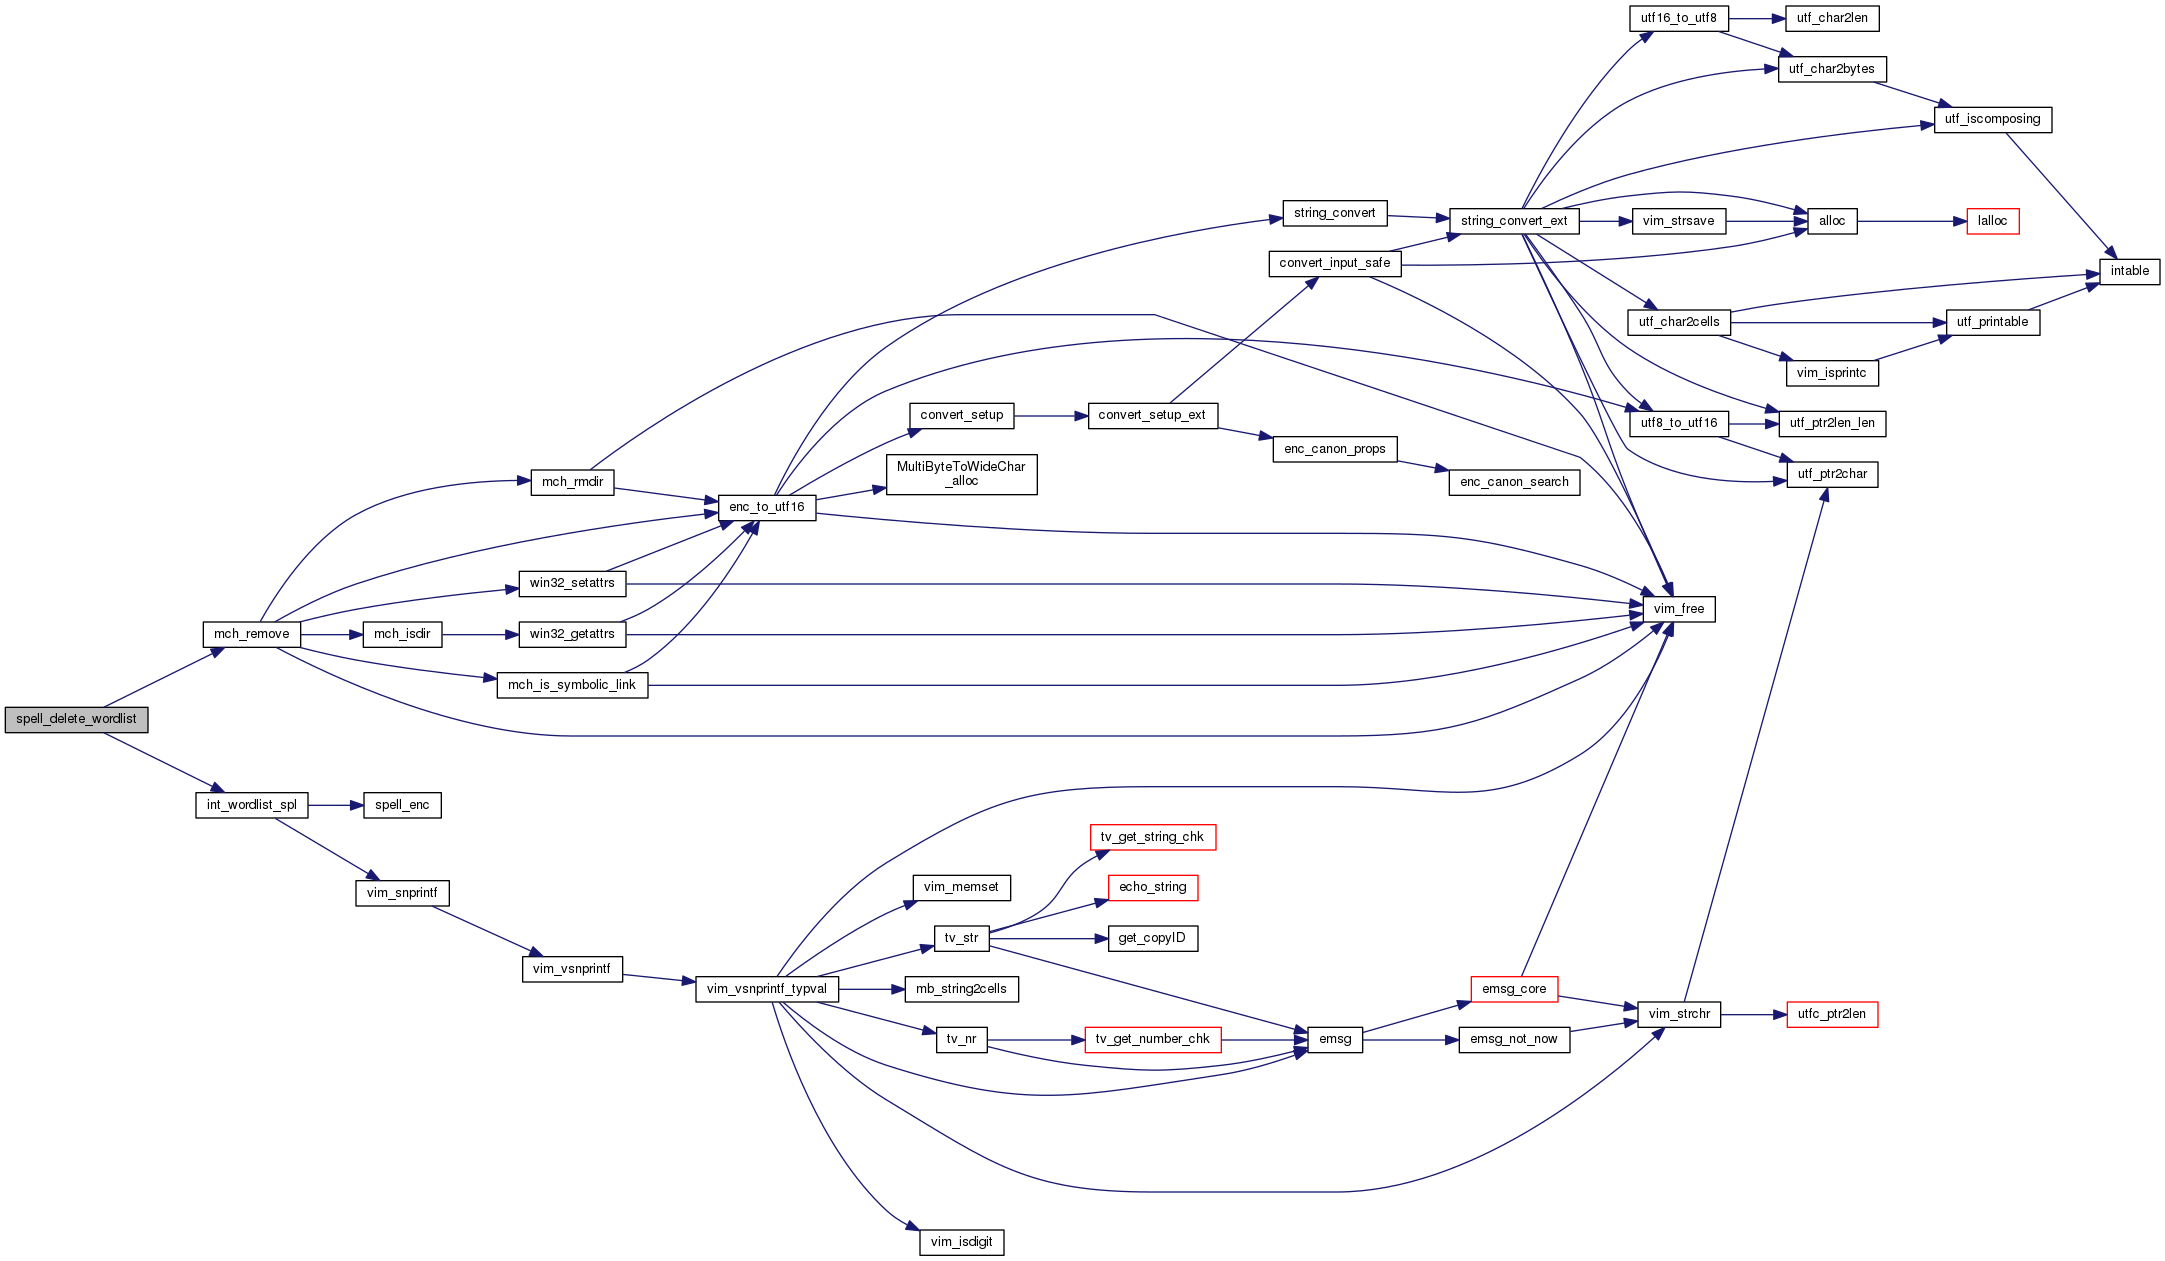 utf16_to_utf8
utf_char2len
utf_char2bytes
utf_iscomposing
string_convert
string_convert_ext
vim_strsave
alloc
lalloc
convert_input_safe
intable
utf_char2cells
utf_printable
vim_isprintc
convert_setup
convert_setup_ext
utf8_to_utf16
utf_ptr2len_len
enc_canon_props
MultiByteToWideChar
_alloc
mch_rmdir
enc_canon_search
utf_ptr2char
enc_to_utf16
win32_setattrs
vim_free
mch_remove
mch_isdir
win32_getattrs
mch_is_symbolic_link
spell_delete_wordlist
int_wordlist_spl
spell_enc
tv_get_string_chk
vim_snprintf
vim_memset
echo_string
tv_str
get_copyID
vim_vsnprintf
vim_vsnprintf_typval
mb_string2cells
emsg_core
vim_strchr
utfc_ptr2len
tv_nr
tv_get_number_chk
emsg
emsg_not_now
vim_isdigit